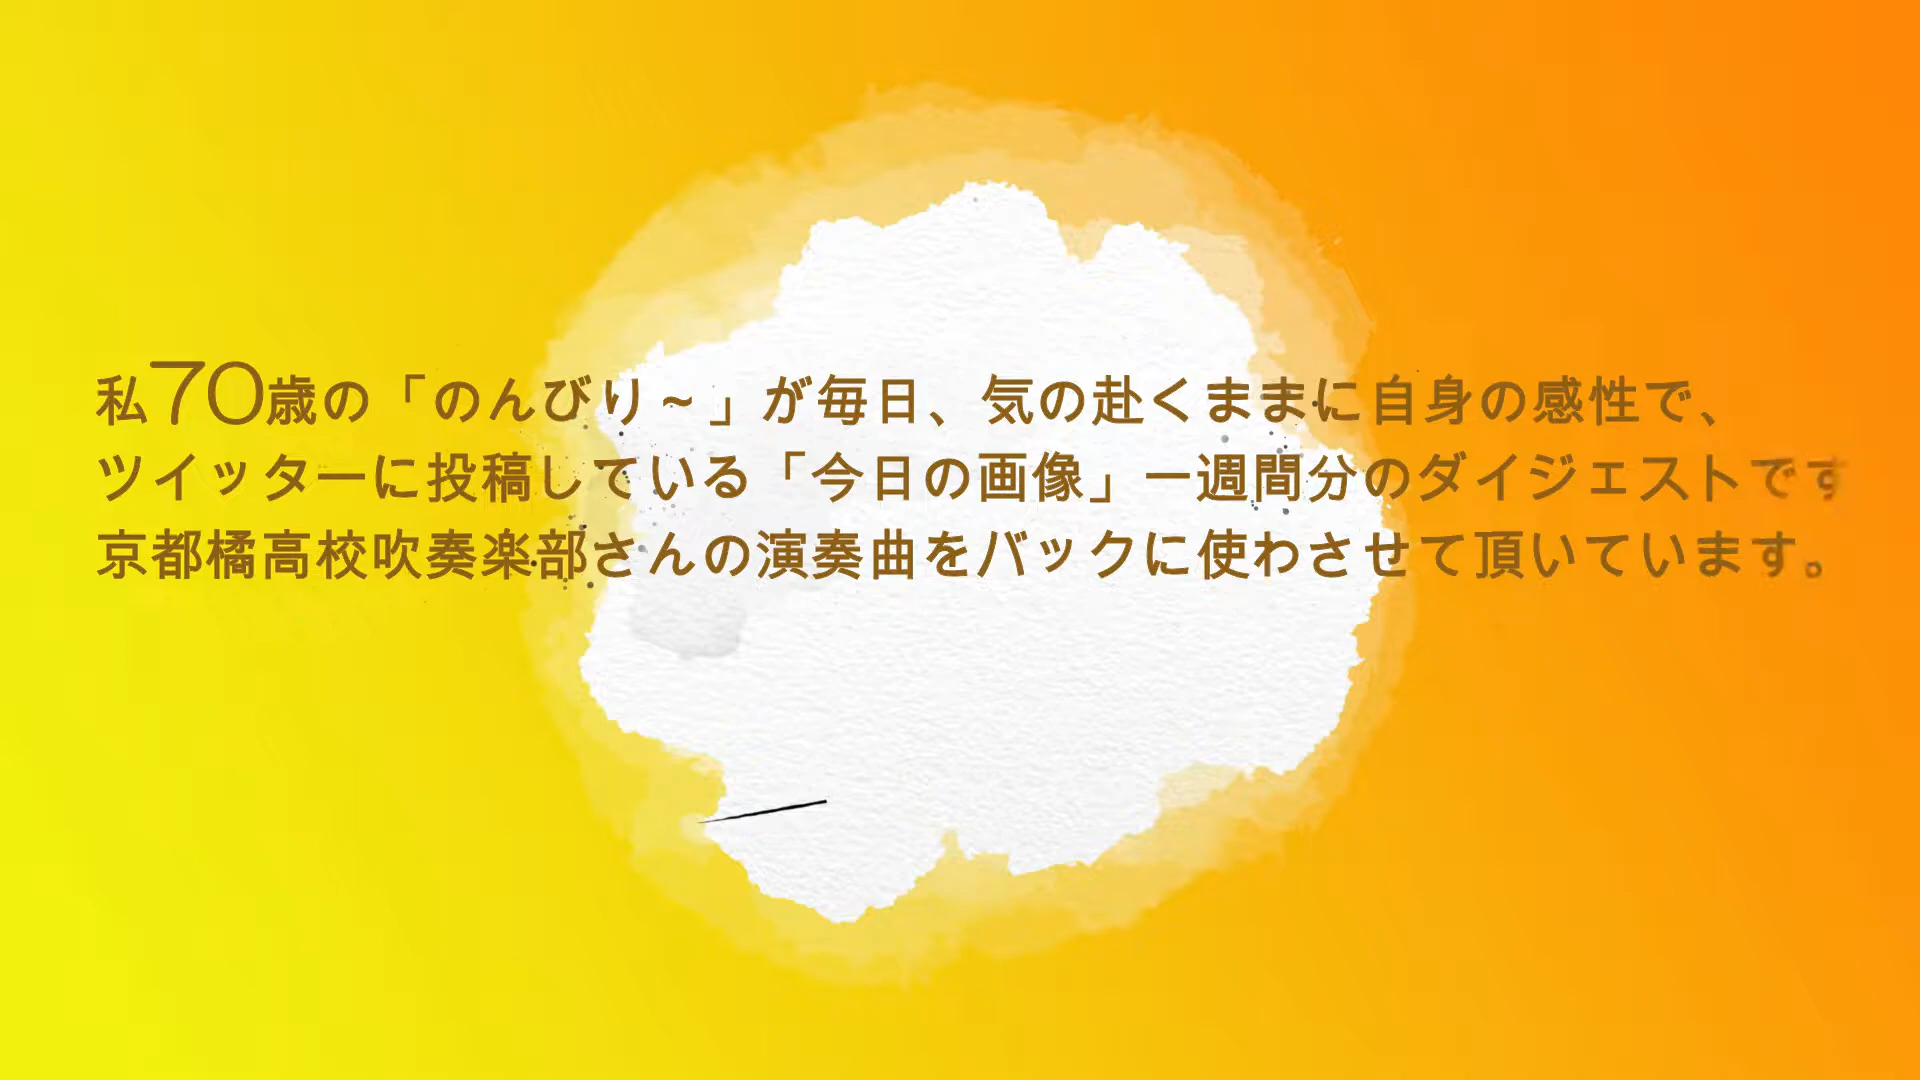 私70歳の「のんびり～」が毎日、気の赴くままに自身の感性で、
ツイッターに投稿している「今日の画像」一週間分のダイジェストです
京都橘高校吹奏楽部さんの演奏曲をバックに使わさせて頂いています。